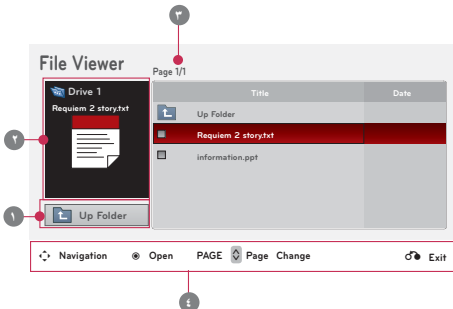 ٣
File Viewer
Page 1/1
Drive 1
Requiem 2 story.txt
Title Date
Up Folder
Requiem 2 story.txt
information.ppt
٢
١
Up Folder
Navigation Open PAGE Page Change Exit
٤